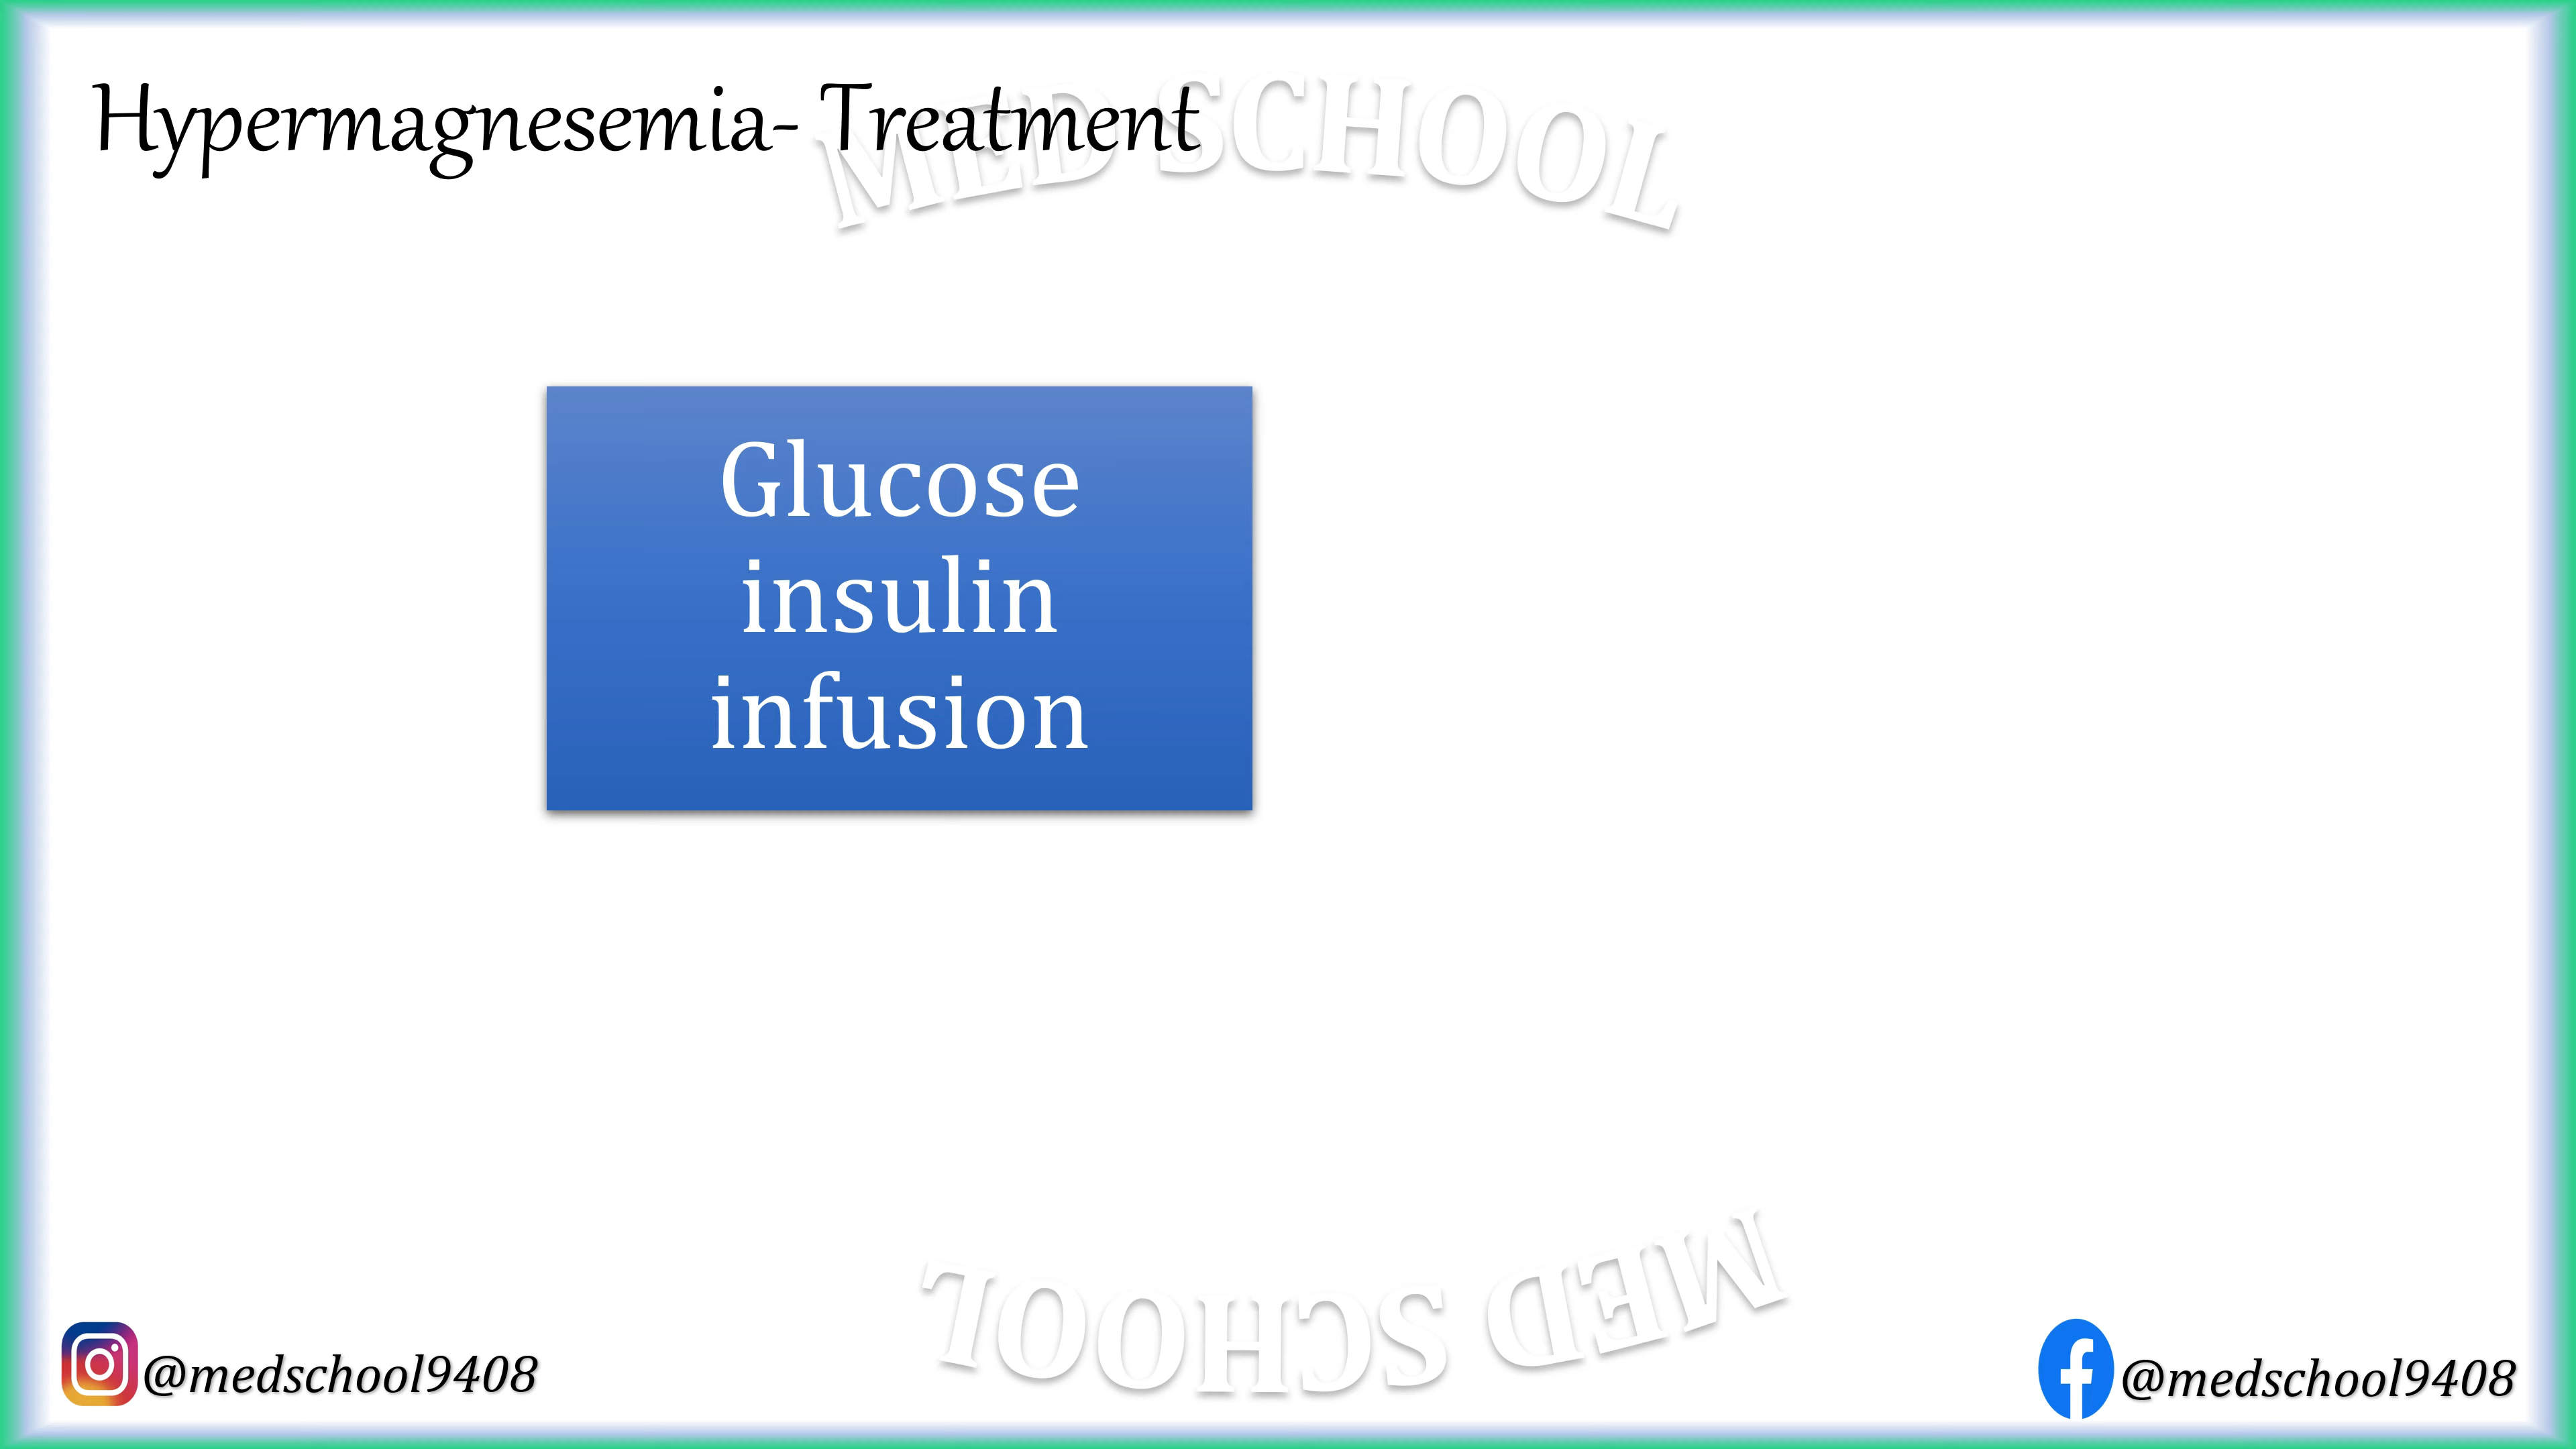 Hypermagnesemia- Treatment
MED SCHOOL
Glucose
insulin
infusion
MED SCHOOL
@medschool9408
@medschool9408